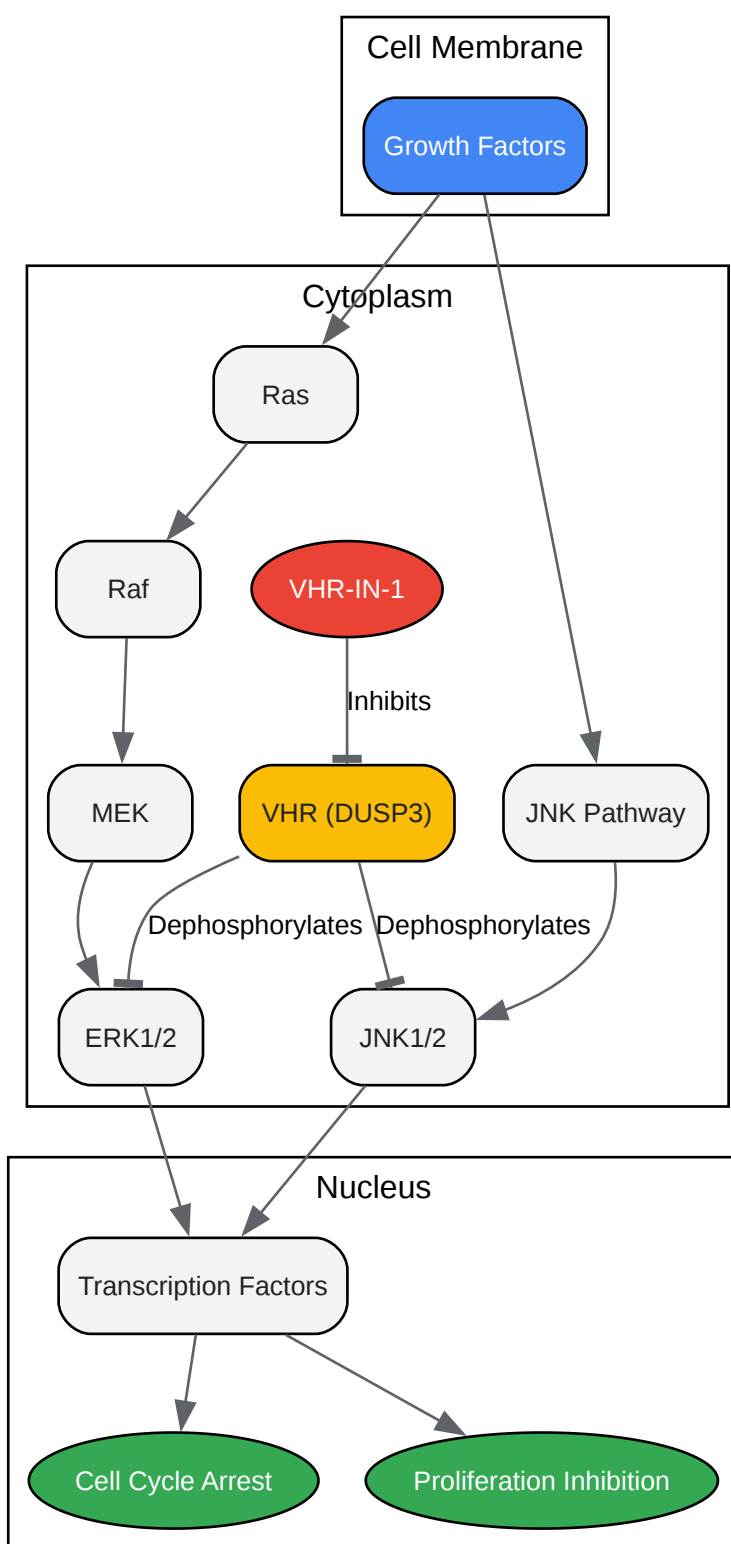 Cell Membrane
Growth Factors
Cytoplasm
Ras
Raf
VHR-IN-1
Inhibits
MEK
VHR (DUSP3)
JNK Pathway
Dephosphorylates
Dephosphorylates
ERK1/2
JNK1/2
Nucleus
Transcription Factors
Cell Cycle Arrest
Proliferation Inhibition